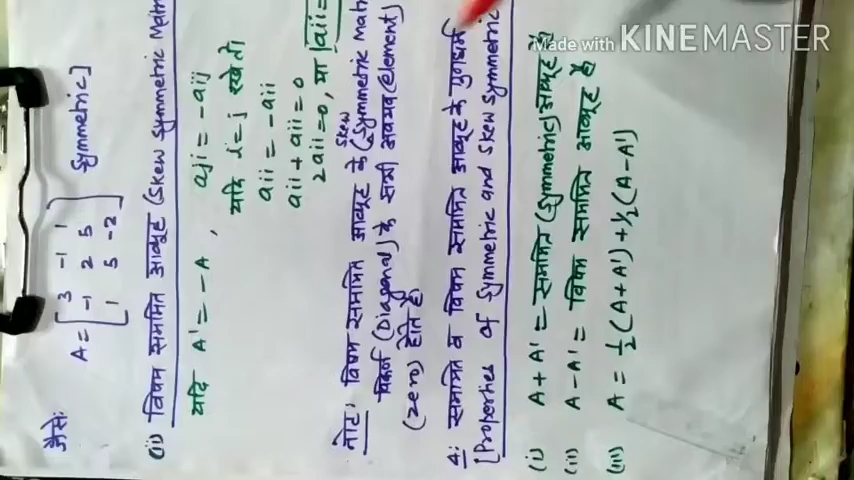 जैसे: A = [ 3 -1 1
-1 2 5
1 5 -2 ] Symmetric]
(ii) विषम सममित आव्यूह (Skew Symmetric Matri
यदि A' = -A , aji = -aij
यदि i=j रखे तो
aii = -aii
aii + aii = 0
2aii = 0, या aii =
नोट: विषम सममित आव्यूह के (Skew Symmetric Matri
विकर्ण (Diagonal) के सभी अवयव (element)
(zero) होते है।
4: सममित व विषम सममित आव्यूह के गुणधर्म
[Properties of Symmetric and Skew Symmetric
(i) A + A' = सममित (Symmetric) आव्यूह है
(ii) A - A' = विषम सममित आव्यूह है
(iii) A = ½ (A + A') + ½ (A - A')
Made with KINEMASTER